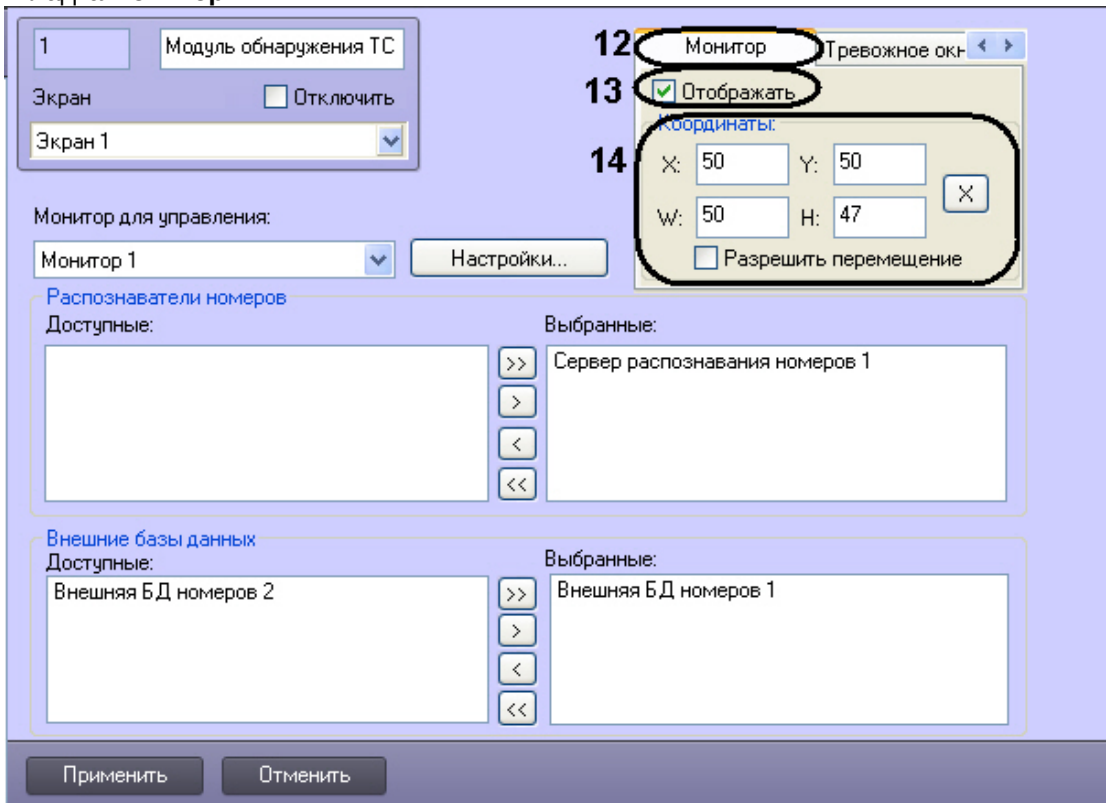 1
Модуль обнаружения ТС
Экран
Отключить
Экран 1
12
Монитор
Тревожное окн
13
Отображать
14
Координаты:
X: 50 Y: 50
X
W: 50 H: 47
Разрешить перемещение
Монитор для управления:
Монитор 1
Настройки...
Распознаватели номеров
Доступные:
Выбранные:
>>
Сервер распознавания номеров 1
>
<
<<
Внешние базы данных
Доступные:
Выбранные:
Внешняя БД номеров 2
>>
Внешняя БД номеров 1
>
<
<<
Применить
Отменить